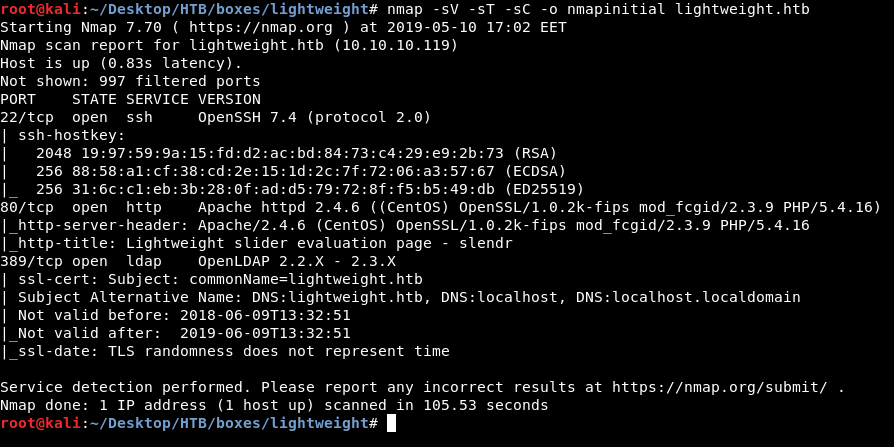 root@kali:~/Desktop/HTB/boxes/lightweight# nmap -sV -sT -sC -o nmapinitial lightweight.htb
Starting Nmap 7.70 ( https://nmap.org ) at 2019-05-10 17:02 EET
Nmap scan report for lightweight.htb (10.10.10.119)
Host is up (0.83s latency).
Not shown: 997 filtered ports
PORT    STATE SERVICE VERSION
22/tcp  open  ssh     OpenSSH 7.4 (protocol 2.0)
| ssh-hostkey:
|   2048 19:97:59:9a:15:fd:d2:ac:bd:84:73:c4:29:e9:2b:73 (RSA)
|   256 88:58:a1:cf:38:cd:2e:15:1d:2c:7f:72:06:a3:57:67 (ECDSA)
|_  256 31:6c:c1:eb:3b:28:0f:ad:d5:79:72:8f:f5:b5:49:db (ED25519)
80/tcp  open  http    Apache httpd 2.4.6 ((CentOS) OpenSSL/1.0.2k-fips mod_fcgid/2.3.9 PHP/5.4.16)
|_http-server-header: Apache/2.4.6 (CentOS) OpenSSL/1.0.2k-fips mod_fcgid/2.3.9 PHP/5.4.16
|_http-title: Lightweight slider evaluation page - slendr
389/tcp open  ldap    OpenLDAP 2.2.X - 2.3.X
| ssl-cert: Subject: commonName=lightweight.htb
| Subject Alternative Name: DNS:lightweight.htb, DNS:localhost, DNS:localhost.localdomain
| Not valid before: 2018-06-09T13:32:51
|_Not valid after:  2019-06-09T13:32:51
|_ssl-date: TLS randomness does not represent time

Service detection performed. Please report any incorrect results at https://nmap.org/submit/ .
Nmap done: 1 IP address (1 host up) scanned in 105.53 seconds
root@kali:~/Desktop/HTB/boxes/lightweight#